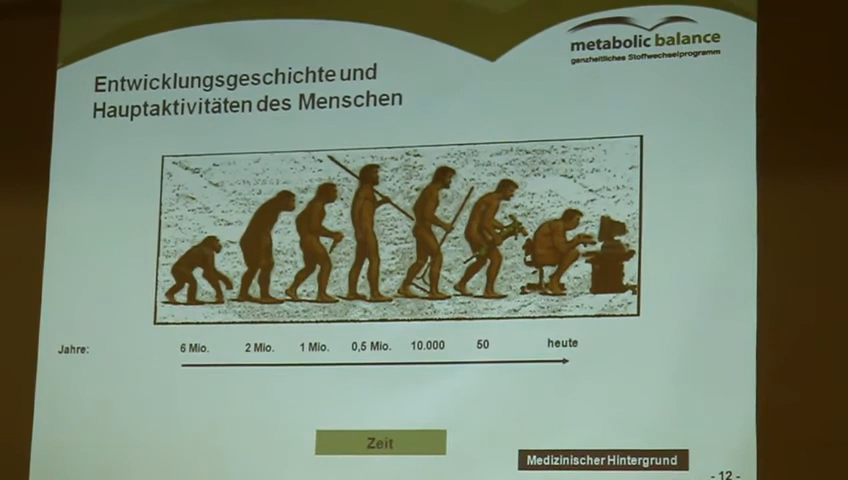 metabolic balance
ganzheitliches Stoffwechselprogramm
Entwicklungsgeschichte und
Hauptaktivitäten des Menschen
Jahre: 6 Mio. 2 Mio. 1 Mio. 0,5 Mio. 10.000 50 heute
Zeit
Medizinischer Hintergrund
- 12 -